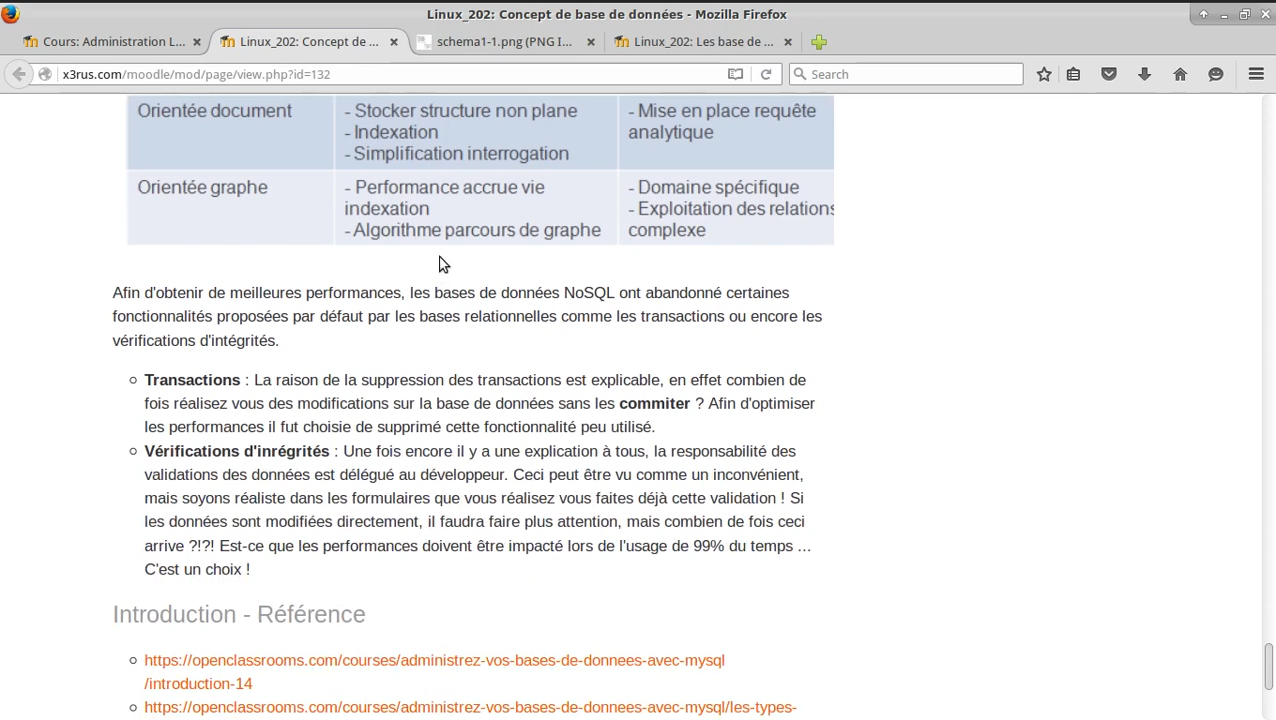 Linux_202: Concept de base de données - Mozilla Firefox
Cours: Administration L... Linux_202: Concept de ... schema1-1.png (PNG I... Linux_202: Les base de ...
x3rus.com/moodle/mod/page/view.php?id=132 Search
Orientée document - Stocker structure non plane - Mise en place requête
- Indexation analytique
- Simplification interrogation
Orientée graphe - Performance accrue vie - Domaine spécifique
indexation - Exploitation des relations
- Algorithme parcours de graphe complexe
Afin d'obtenir de meilleures performances, les bases de données NoSQL ont abandonné certaines
fonctionnalités proposées par défaut par les bases relationnelles comme les transactions ou encore les
vérifications d'intégrités.
Transactions : La raison de la suppression des transactions est explicable, en effet combien de
fois réalisez vous des modifications sur la base de données sans les commiter ? Afin d'optimiser
les performances il fut choisie de supprimé cette fonctionnalité peu utilisé.
Vérifications d'inrégrités : Une fois encore il y a une explication à tous, la responsabilité des
validations des données est délégué au développeur. Ceci peut être vu comme un inconvénient,
mais soyons réaliste dans les formulaires que vous réalisez vous faites déjà cette validation ! Si
les données sont modifiées directement, il faudra faire plus attention, mais combien de fois ceci
arrive ?!?! Est-ce que les performances doivent être impacté lors de l'usage de 99% du temps ...
C'est un choix !
Introduction - Référence
https://openclassrooms.com/courses/administrez-vos-bases-de-donnees-avec-mysql
/introduction-14
https://openclassrooms.com/courses/administrez-vos-bases-de-donnees-avec-mysql/les-types-